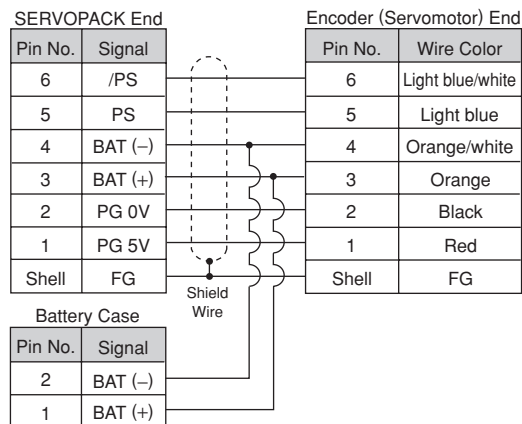 SERVOPACK End
Pin No. Signal
6 /PS
5 PS
4 BAT (−)
3 BAT (+)
2 PG 0V
1 PG 5V
Shell FG
Shield
Wire
Encoder (Servomotor) End
Pin No. Wire Color
6 Light blue/white
5 Light blue
4 Orange/white
3 Orange
2 Black
1 Red
Shell FG
Battery Case
Pin No. Signal
2 BAT (−)
1 BAT (+)